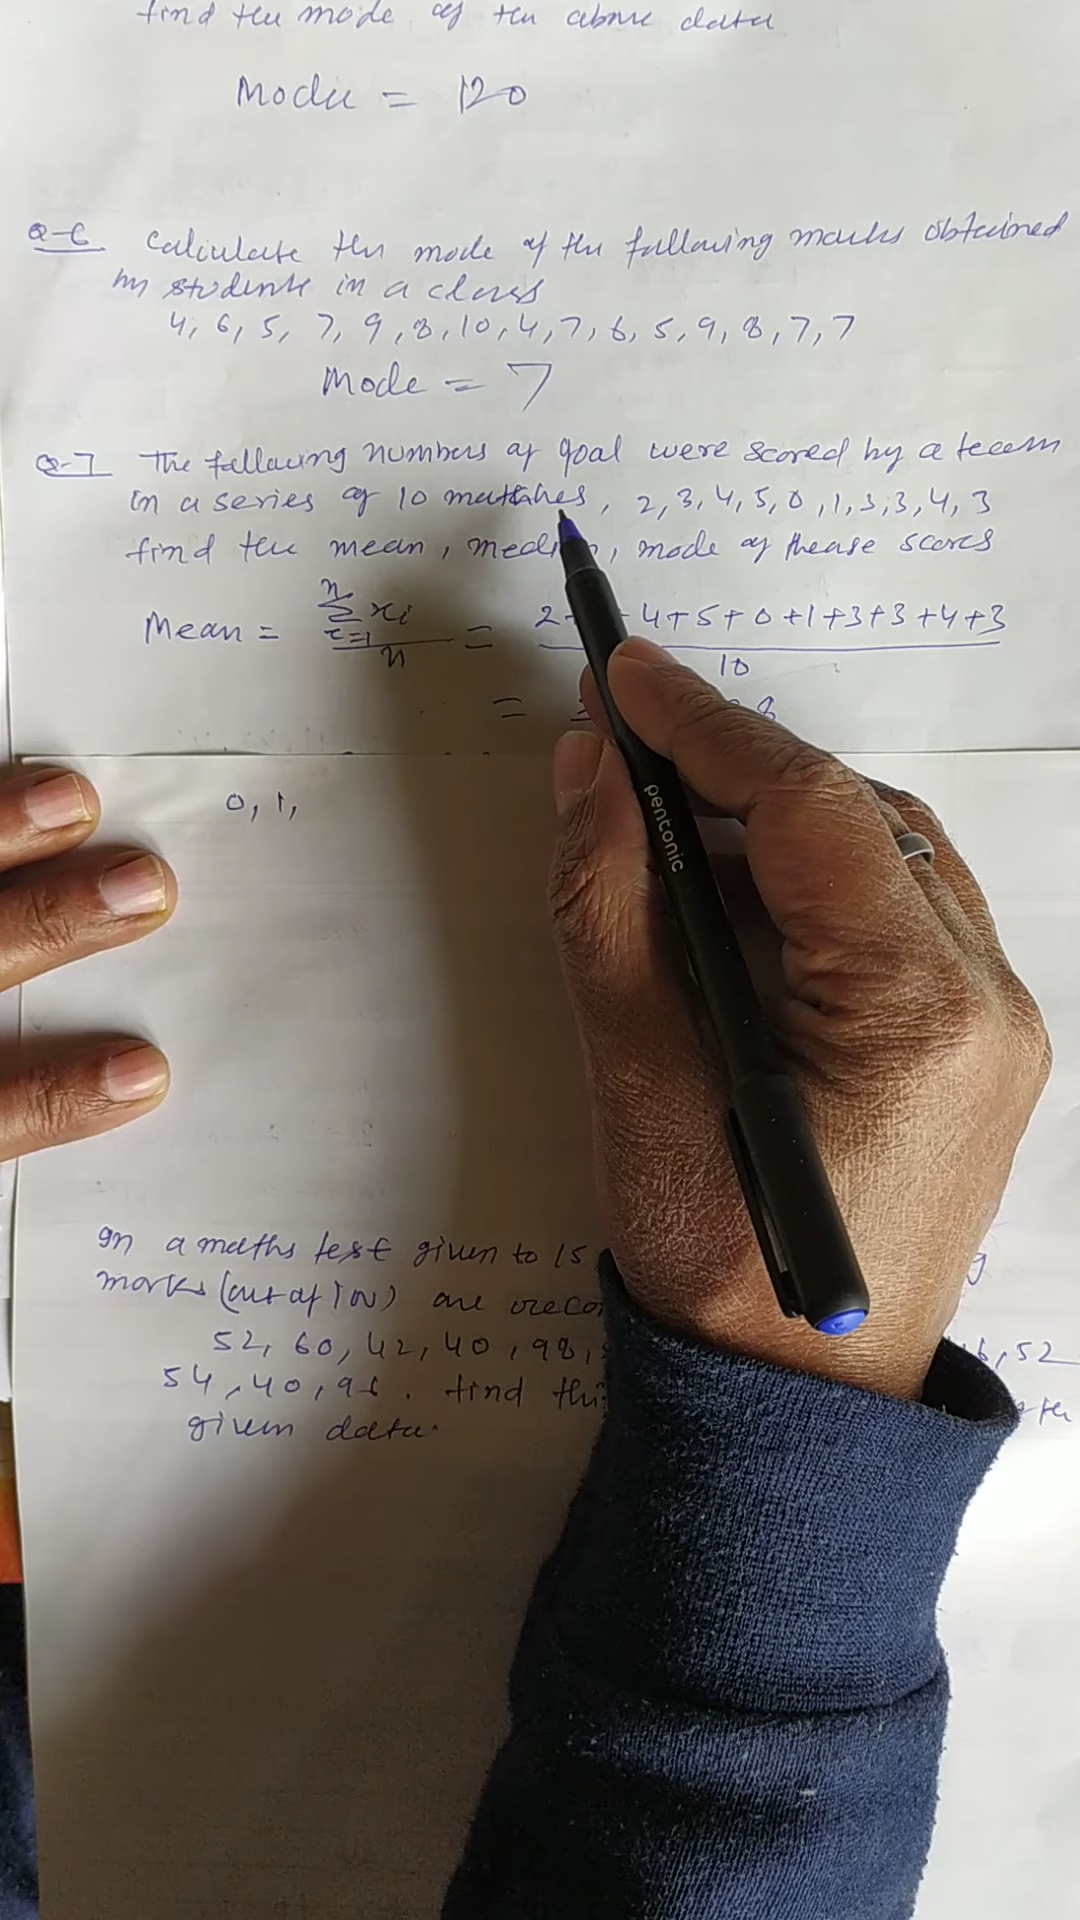 find the mode of the above data
Mode = 120
Q-6 Calculate the mode of the following marks obtained
by students in a class
4, 6, 5, 7, 9, 8, 10, 4, 7, 6, 5, 9, 8, 7, 7
Mode = 7
Q-7 The following numbers of goal were scored by a team
in a series of 10 matches, 2, 3, 4, 5, 0, 1, 3, 3, 4, 3
find the mean, median, mode of these scores
Mean = n Σ i=1 xi / n = 2+ 4+5+0+1+3+3+4+3 / 10
= 8
0, 1,
pentonic
In a maths test given to 15
marks (out of 100) are
52, 60, 42, 40, 98, 52
54, 40, 96. find
given data.